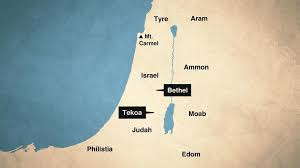 Tyre
Aram
Mt.
Carmel
Ammon
Israel
Bethel
Tekoa
Moab
Judah
Philistia
Edom